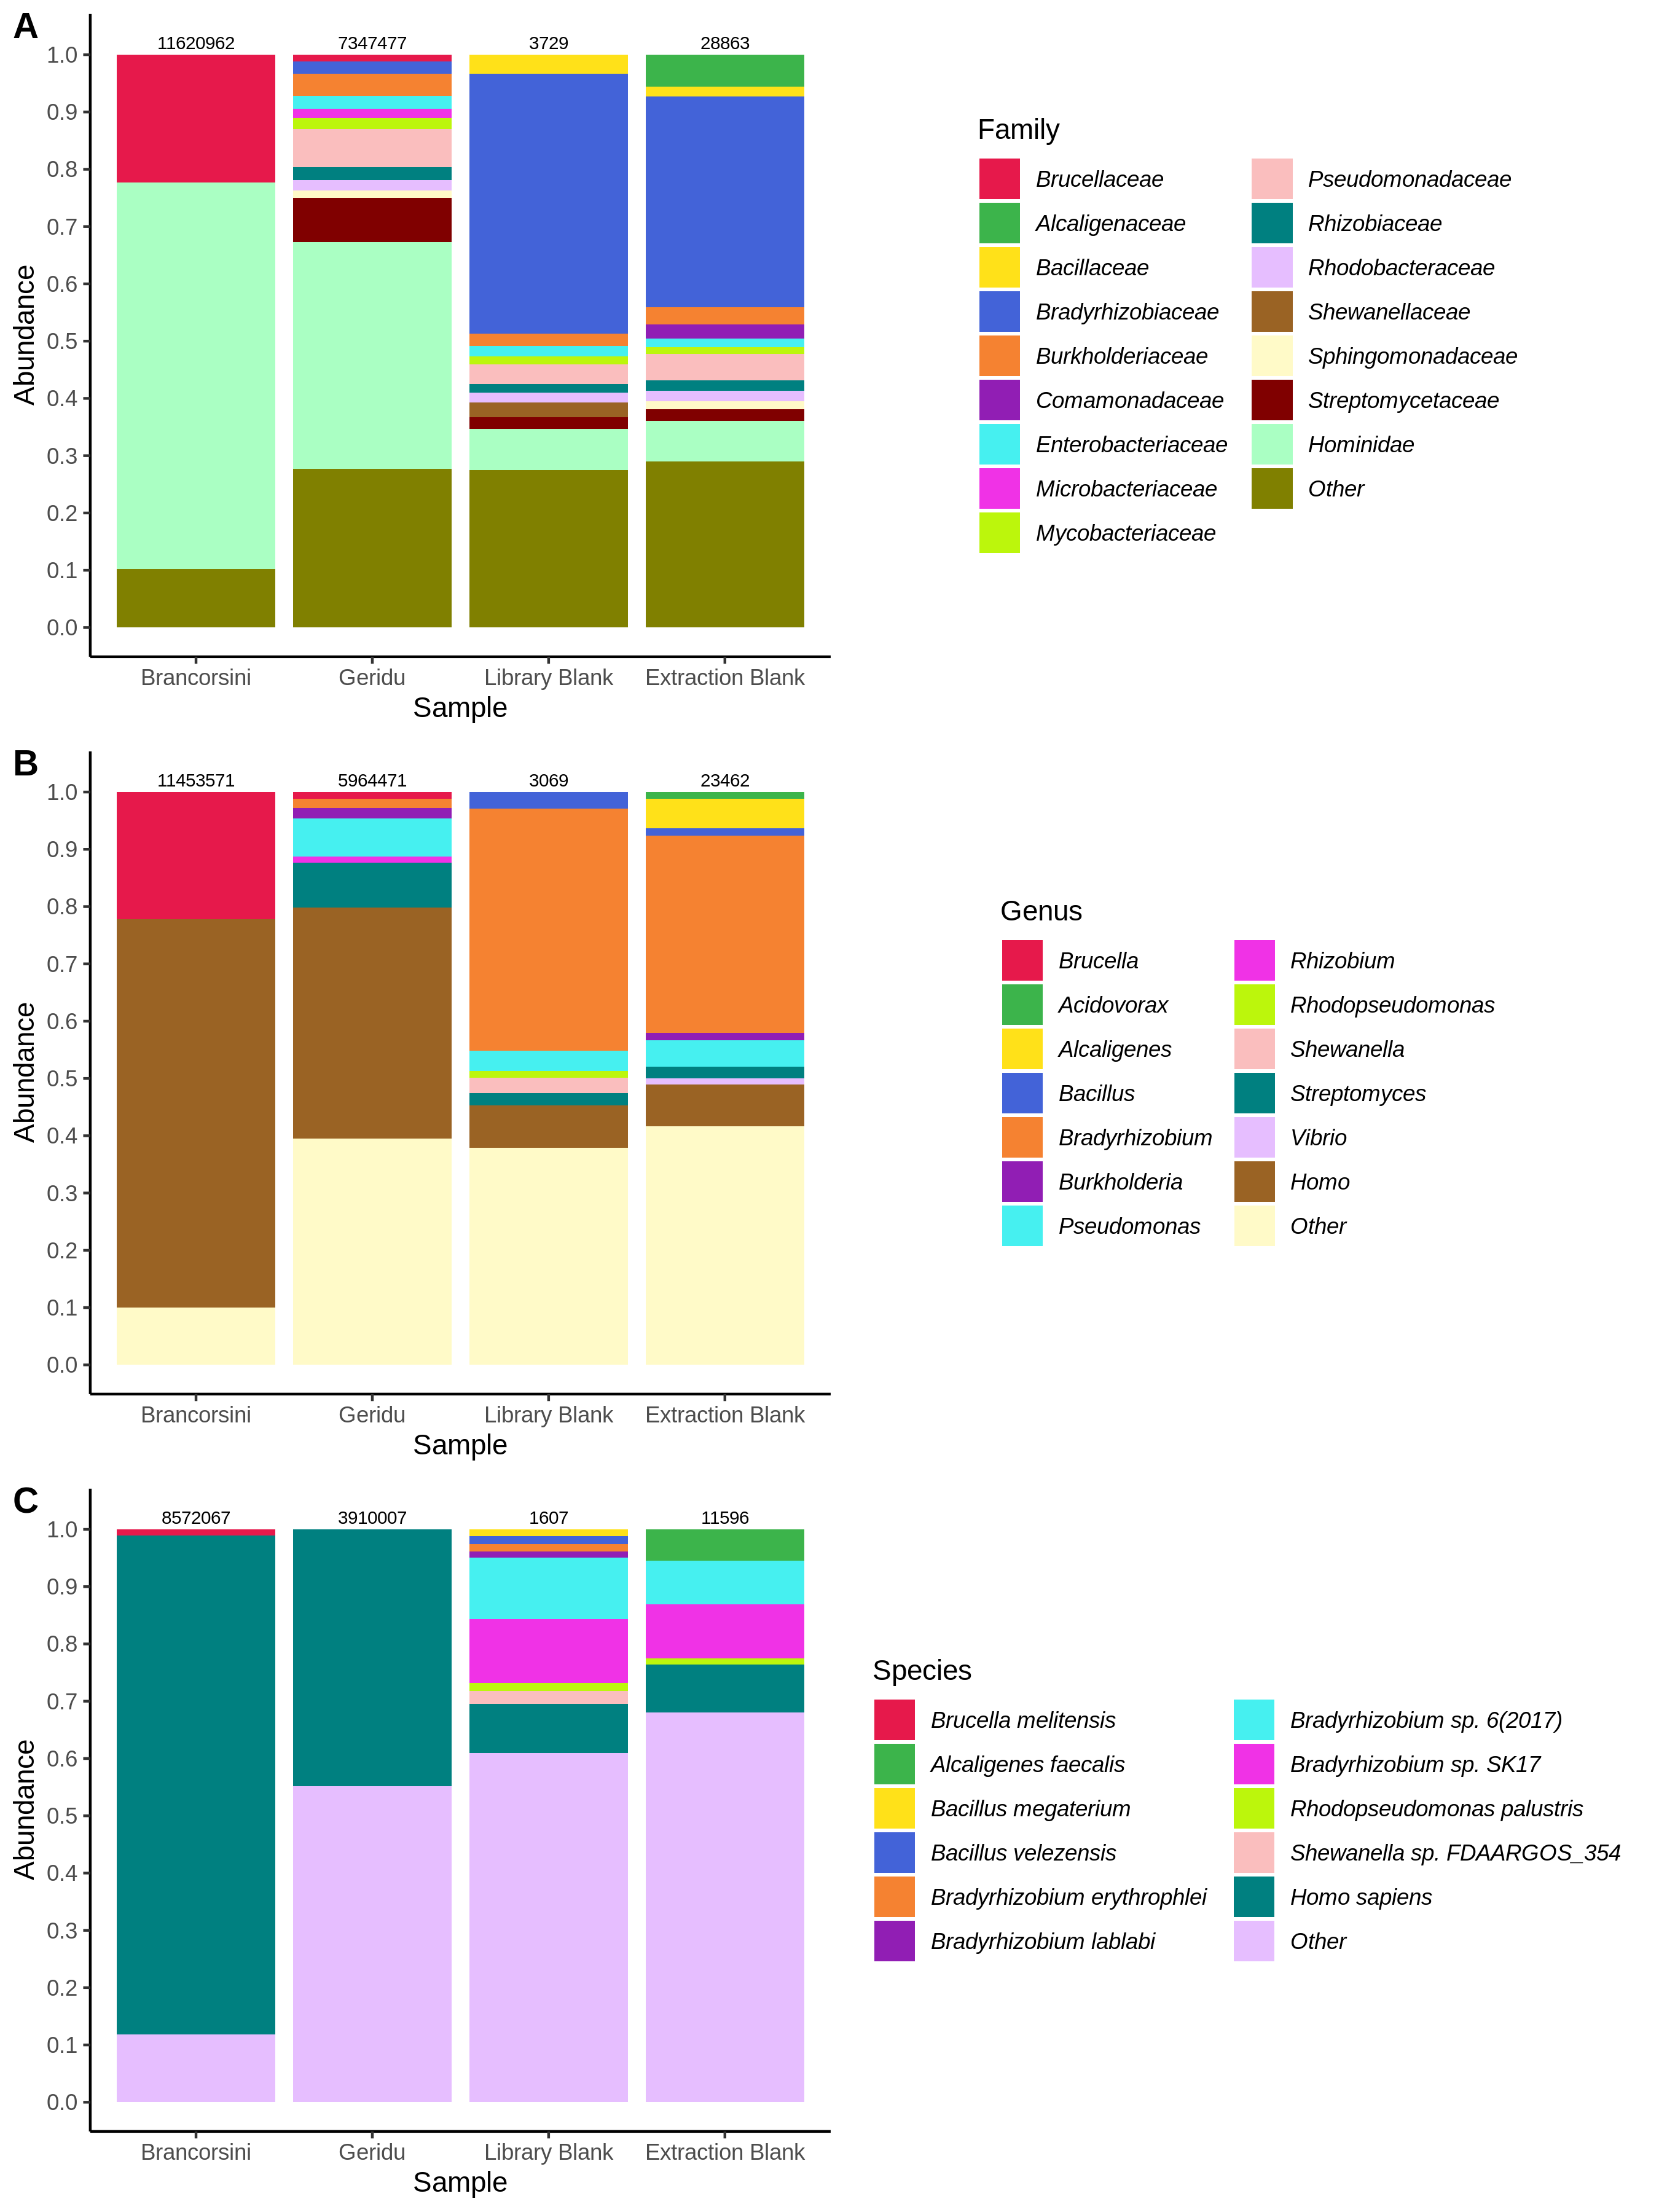 A
11620962 7347477 3729 28863
1.0
0.9
0.8
0.7
0.6
0.5
0.4
0.3
0.2
0.1
0.0
Abundance
Brancorsini Geridu Library Blank Extraction Blank
Sample
Family
Brucellaceae
Alcaligenaceae
Bacillaceae
Bradyrhizobiaceae
Burkholderiaceae
Comamonadaceae
Enterobacteriaceae
Microbacteriaceae
Mycobacteriaceae
Pseudomonadaceae
Rhizobiaceae
Rhodobacteraceae
Shewanellaceae
Sphingomonadaceae
Streptomycetaceae
Hominidae
Other
B
11453571 5964471 3069 23462
1.0
0.9
0.8
0.7
0.6
0.5
0.4
0.3
0.2
0.1
0.0
Abundance
Brancorsini Geridu Library Blank Extraction Blank
Sample
Genus
Brucella
Acidovorax
Alcaligenes
Bacillus
Bradyrhizobium
Burkholderia
Pseudomonas
Rhizobium
Rhodopseudomonas
Shewanella
Streptomyces
Vibrio
Homo
Other
C
8572067 3910007 1607 11596
1.0
0.9
0.8
0.7
0.6
0.5
0.4
0.3
0.2
0.1
0.0
Abundance
Brancorsini Geridu Library Blank Extraction Blank
Sample
Species
Brucella melitensis
Alcaligenes faecalis
Bacillus megaterium
Bacillus velezensis
Bradyrhizobium erythrophlei
Bradyrhizobium lablabi
Bradyrhizobium sp. 6(2017)
Bradyrhizobium sp. SK17
Rhodopseudomonas palustris
Shewanella sp. FDAARGOS_354
Homo sapiens
Other